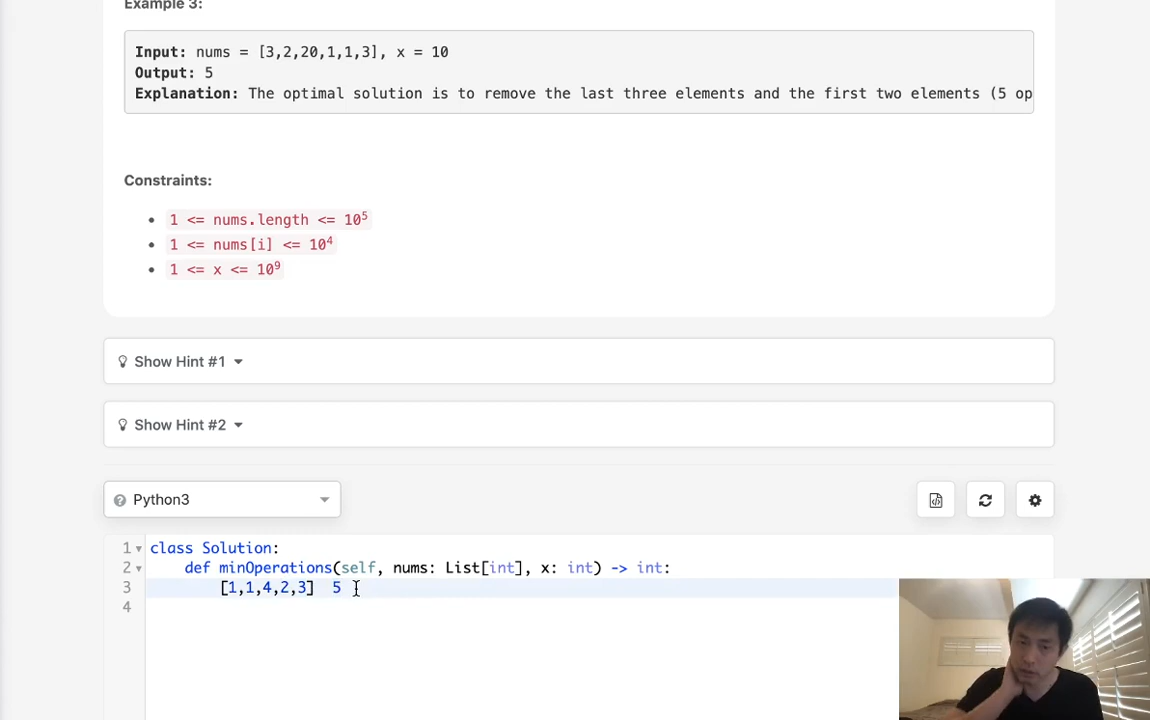 Example 3:
Input: nums = [3,2,20,1,1,3], x = 10
Output: 5
Explanation: The optimal solution is to remove the last three elements and the first two elements (5 op
Constraints:
• 1 <= nums.length <= 10⁵
• 1 <= nums[i] <= 10⁴
• 1 <= x <= 10⁹
Show Hint #1
Show Hint #2
Python3
1 class Solution:
2 def minOperations(self, nums: List[int], x: int) -> int:
3 [1,1,4,2,3] 5
4